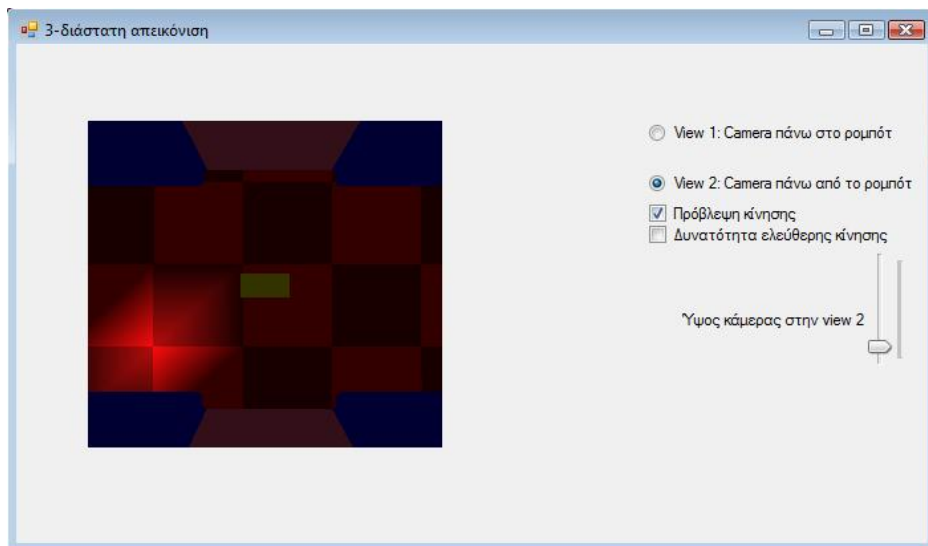 3-διάστατη απεικόνιση
View 1: Camera πάνω στο ρομπότ
View 2: Camera πάνω από το ρομπότ
Πρόβλεψη κίνησης
Δυνατότητα ελεύθερης κίνησης
Ύψος κάμερας στην view 2